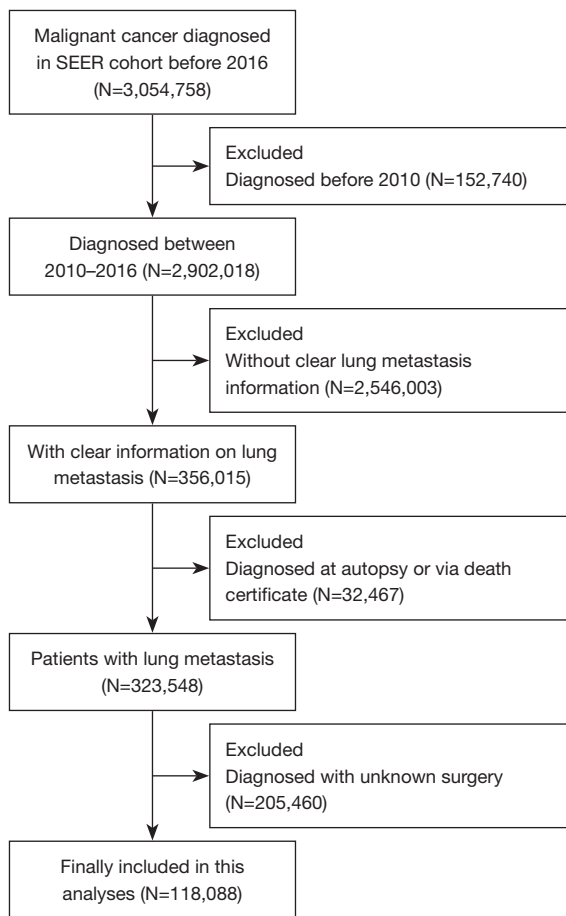 Malignant cancer diagnosed
in SEER cohort before 2016
(N=3,054,758)
Excluded
Diagnosed before 2010 (N=152,740)
Diagnosed between
2010–2016 (N=2,902,018)
Excluded
Without clear lung metastasis
information (N=2,546,003)
With clear information on lung
metastasis (N=356,015)
Excluded
Diagnosed at autopsy or via death
certificate (N=32,467)
Patients with lung metastasis
(N=323,548)
Excluded
Diagnosed with unknown surgery
(N=205,460)
Finally included in this
analyses (N=118,088)